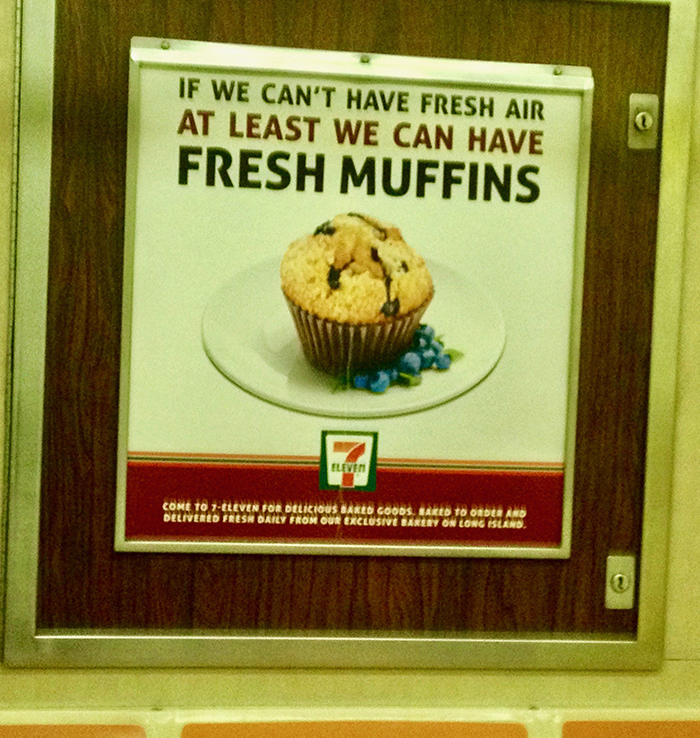 IF WE CAN'T HAVE FRESH AIR
AT LEAST WE CAN HAVE
FRESH MUFFINS
7
ELEVEN
COME TO 7-ELEVEN FOR DELICIOUS BAKED GOODS. BAKED TO ORDER AND
DELIVERED FRESH DAILY FROM OUR EXCLUSIVE BAKERY ON LONG ISLAND.